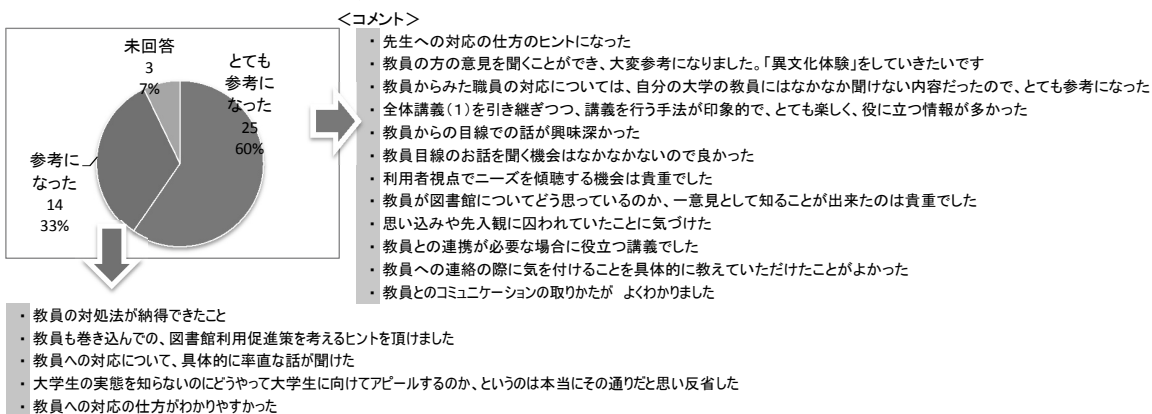 未回答
3
7%
とても
参考に
なった
25
60%
参考に
なった
14
33%
＜コメント＞
・ 先生への対応の仕方のヒントになった
・ 教員の方の意見を聞くことができ、大変参考になりました。「異文化体験」をしていきたいです
・ 教員からみた職員の対応については、自分の大学の教員にはなかなか聞けない内容だったので、とても参考になった
・ 全体講義（１）を引き継ぎつつ、講義を行う手法が印象的で、とても楽しく、役に立つ情報が多かった
・ 教員からの目線での話が興味深かった
・ 教員目線のお話を聞く機会はなかなかないので良かった
・ 利用者視点でニーズを傾聴する機会は貴重でした
・ 教員が図書館についてどう思っているのか、一意見として知ることが出来たのは貴重でした
・ 思い込みや先入観に囚われていたことに気づけた
・ 教員との連携が必要な場合に役立つ講義でした
・ 教員への連絡の際に気を付けることを具体的に教えていただけたことがよかった
・ 教員とのコミュニケーションの取りかたが よくわかりました
・ 教員の対処法が納得できたこと
・ 教員も巻き込んでの、図書館利用促進策を考えるヒントを頂けました
・ 教員への対応について、具体的に率直な話が聞けた
・ 大学生の実態を知らないのにどうやって大学生に向けてアピールするのか、というのは本当にその通りだと思い反省した
・ 教員への対応の仕方がわかりやすかった